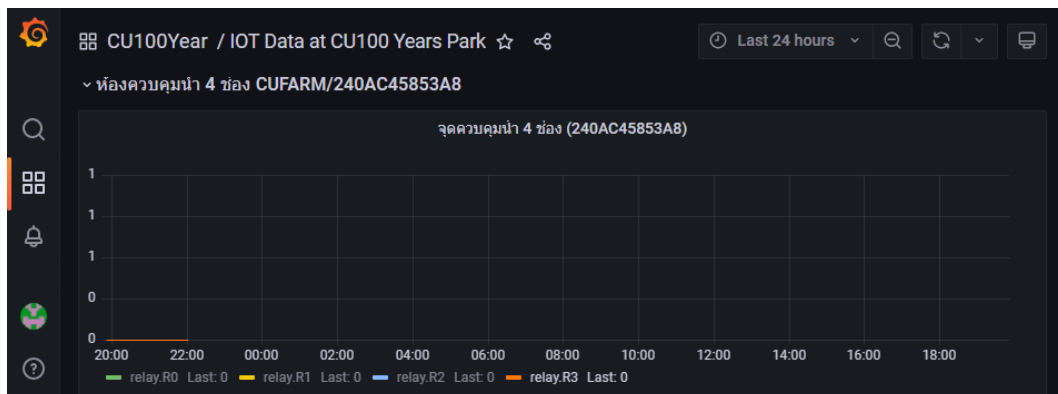 CU100Year / IOT Data at CU100 Years Park
Last 24 hours
ห้องควบคุมน้ำ 4 ช่อง CUFARM/240AC45853A8
จุดควบคุมน้ำ 4 ช่อง (240AC45853A8)
1
1
1
0
0
20:00 22:00 00:00 02:00 04:00 06:00 08:00 10:00 12:00 14:00 16:00 18:00
relay.R0 Last: 0 relay.R1 Last: 0 relay.R2 Last: 0 relay.R3 Last: 0